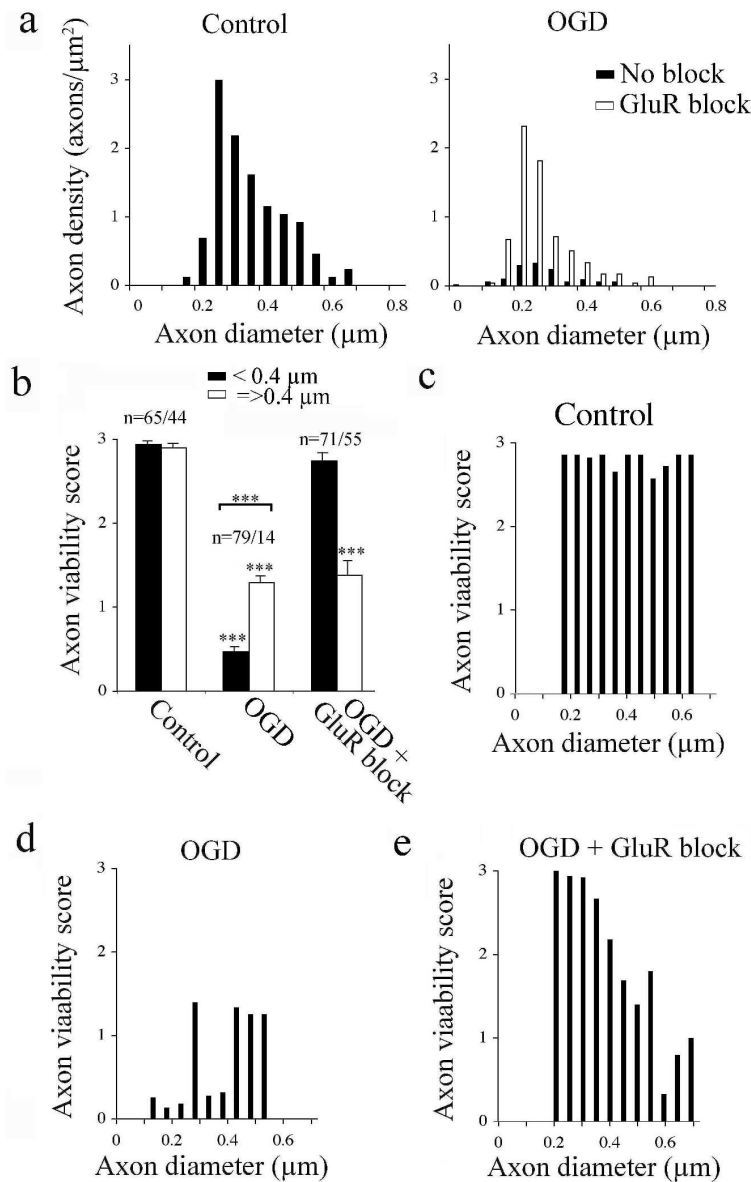 a
Control
OGD
Axon density (axons/µm²)
3
2
1
0
0 0.2 0.4 0.6 0.8
Axon diameter (µm)
3
2
1
0
No block
GluR block
0 0.2 0.4 0.6 0.8
Axon diameter (µm)
b
< 0.4 µm
=>0.4 µm
Axon viability score
3
2
1
0
n=65/44
***
n=79/14
***
***
n=71/55
***
Control
OGD
OGD +
GluR block
c
Control
Axon viaability score
3
2
1
0
0 0.2 0.4 0.6
Axon diameter (µm)
d
OGD
Axon viaability score
3
2
1
0
0 0.2 0.4 0.6
Axon diameter (µm)
e
OGD + GluR block
Axon viaability score
3
2
1
0
0 0.2 0.4 0.6
Axon diameter (µm)